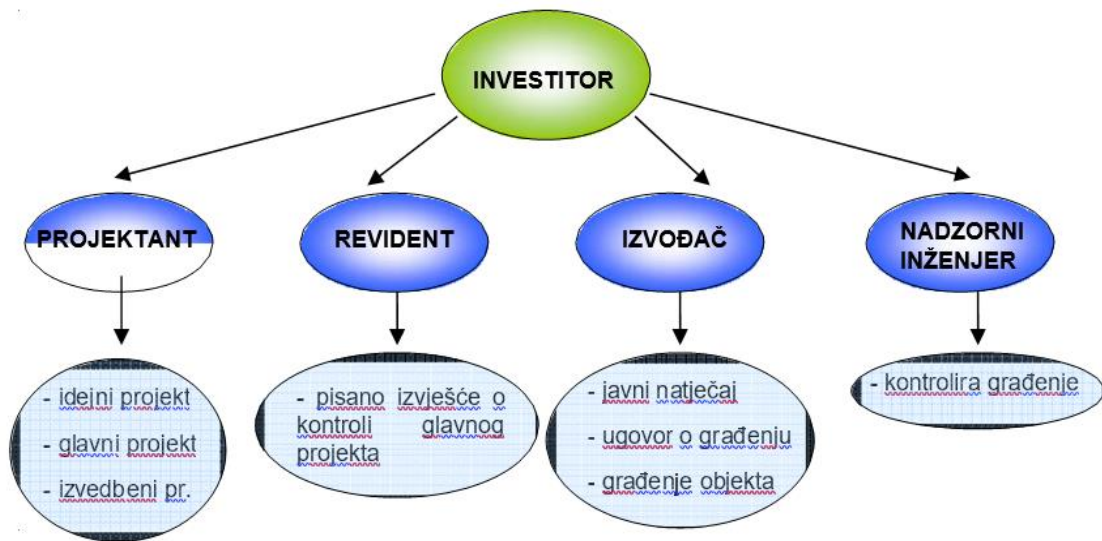 INVESTITOR
PROJEKTANT
REVIDENT
IZVOĐAČ
NADZORNI
INŽENJER
- idejni projekt
- glavni projekt
- izvedbeni pr.
- pisano izvješće o
kontroli glavnog
projekta
- javni natječaj
- ugovor o građenju
- građenje objekta
- kontrolira građenje